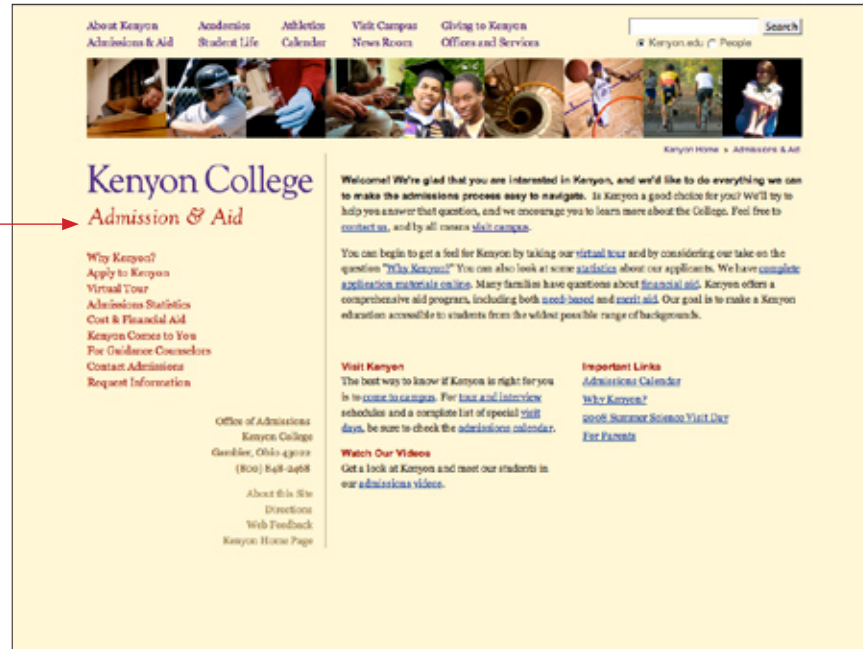 About Kenyon Academics Athletics Visit Campus Giving to Kenyon
Admissions & Aid Student Life Calendar News Room Offices and Services
Search
Kenyon.edu People
Kenyon Home » Admissions & Aid
Kenyon College
Admission & Aid
Why Kenyon?
Apply to Kenyon
Virtual Tour
Admissions Statistics
Cost & Financial Aid
Kenyon Comes to You
For Guidance Counselors
Contact Admissions
Request Information
Office of Admissions
Kenyon College
Gambier, Ohio 43022
(800) 848-2468
About this Site
Directions
Web Feedback
Kenyon Home Page
Welcome! We're glad that you are interested in Kenyon, and we'd like to do everything we can
to make the admissions process easy to navigate. Is Kenyon a good choice for you? We'll try to
help you answer that question, and we encourage you to learn more about the College. Feel free to
contact us, and by all means visit campus.
You can begin to get a feel for Kenyon by taking our virtual tour and by considering our take on the
question "Why Kenyon?" You can also look at some statistics about our applicants. We have complete
application materials online. Many families have questions about financial aid. Kenyon offers a
comprehensive aid program, including both need-based and merit aid. Our goal is to make a Kenyon
education accessible to students from the widest possible range of backgrounds.
Visit Kenyon
The best way to know if Kenyon is right for you
is to come to campus. For tour and interview
schedules and a complete list of special visit
days, be sure to check the admissions calendar.
Watch Our Videos
Get a look at Kenyon and meet our students in
our admissions videos.
Important Links
Admissions Calendar
Why Kenyon?
2008 Summer Science Visit Day
For Parents